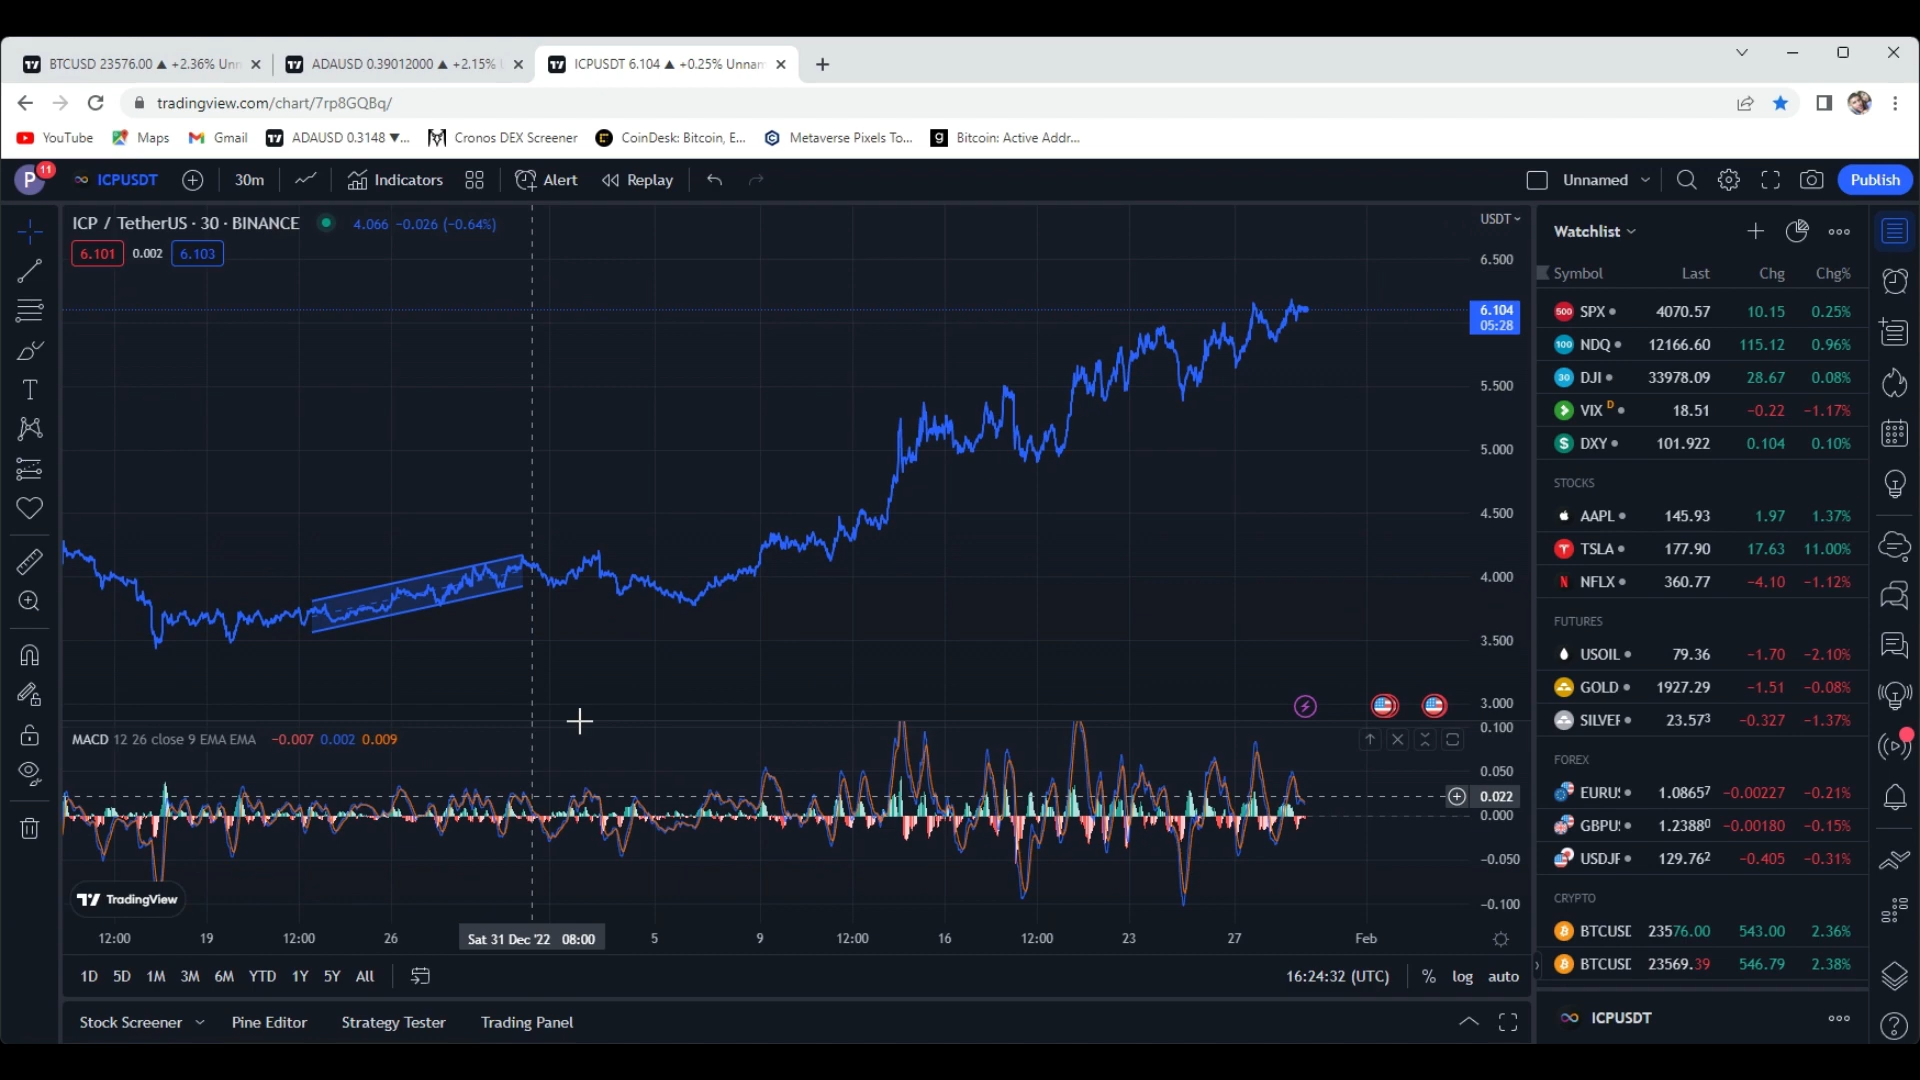 BTCUSD 23576.00 ▲ +2.36% Unn
ADAUSD 0.39012000 ▲ +2.15%
ICPUSDT 6.104 ▲ +0.25% Unnam
tradingview.com/chart/7rp8GQBq/
YouTube
Maps
Gmail
ADAUSD 0.3148 ▼...
Cronos DEX Screener
CoinDesk: Bitcoin, E...
Metaverse Pixels To...
Bitcoin: Active Addr...
P
11
ICPUSDT
30m
Indicators
Alert
Replay
Unnamed
Publish
ICP / TetherUS · 30 · BINANCE
4.066 −0.026 (−0.64%)
6.101
0.002
6.103
USDT
6.500
6.104
05:28
5.500
5.000
4.500
4.000
3.500
3.000
MACD 12 26 close 9 EMA EMA −0.007 0.002 0.009
0.100
0.050
0.022
0.000
−0.050
−0.100
TradingView
12:00
19
12:00
26
Sat 31 Dec '22 08:00
5
9
12:00
16
12:00
23
27
Feb
1D 5D 1M 3M 6M YTD 1Y 5Y All
16:24:32 (UTC)
% log auto
Stock Screener
Pine Editor
Strategy Tester
Trading Panel
Watchlist
Symbol Last Chg Chg%
500 SPX 4070.57 10.15 0.25%
100 NDQ 12166.60 115.12 0.96%
30 DJI 33978.09 28.67 0.08%
VIX D 18.51 −0.22 −1.17%
DXY 101.922 0.104 0.10%
STOCKS
AAPL 145.93 1.97 1.37%
TSLA 177.90 17.63 11.00%
NFLX 360.77 −4.10 −1.12%
FUTURES
USOIL 79.36 −1.70 −2.10%
GOLD 1927.29 −1.51 −0.08%
SILVER 23.573 −0.327 −1.37%
FOREX
EURU 1.08657 −0.00227 −0.21%
GBPU 1.23880 −0.00180 −0.15%
USDJP 129.762 −0.405 −0.31%
CRYPTO
BTCUSD 23576.00 543.00 2.36%
BTCUSD 23569.39 546.79 2.38%
ICPUSDT